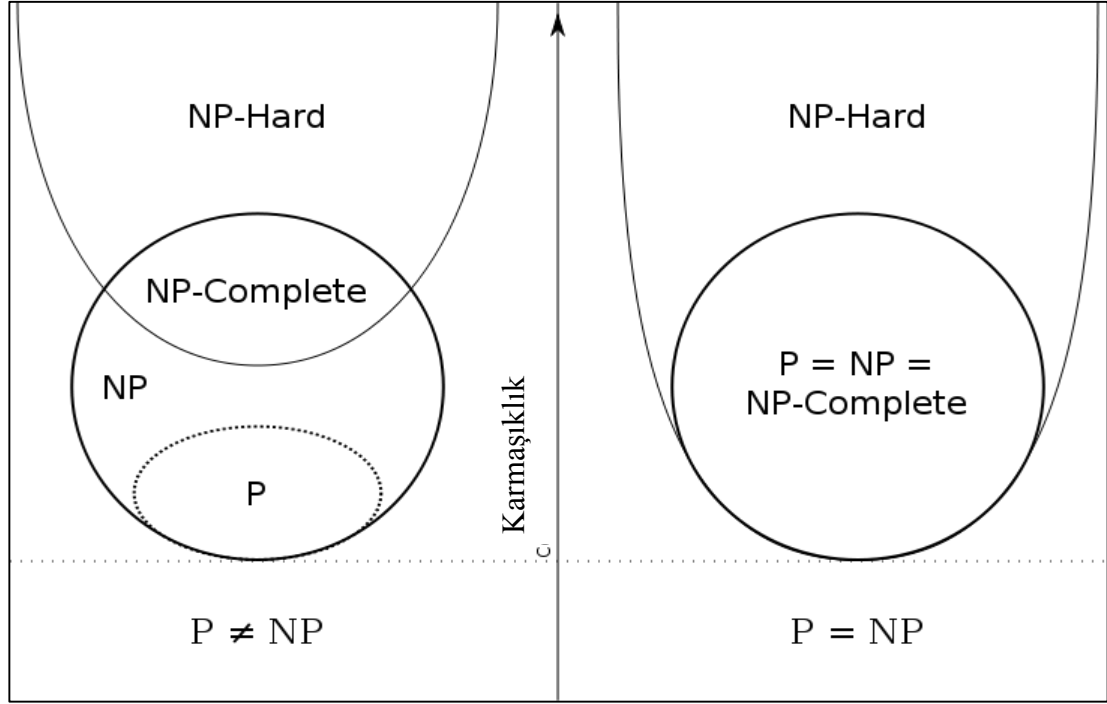 NP-Hard
NP-Complete
NP
P
P ≠ NP
Karmaşıklık
NP-Hard
P = NP =
NP-Complete
P = NP